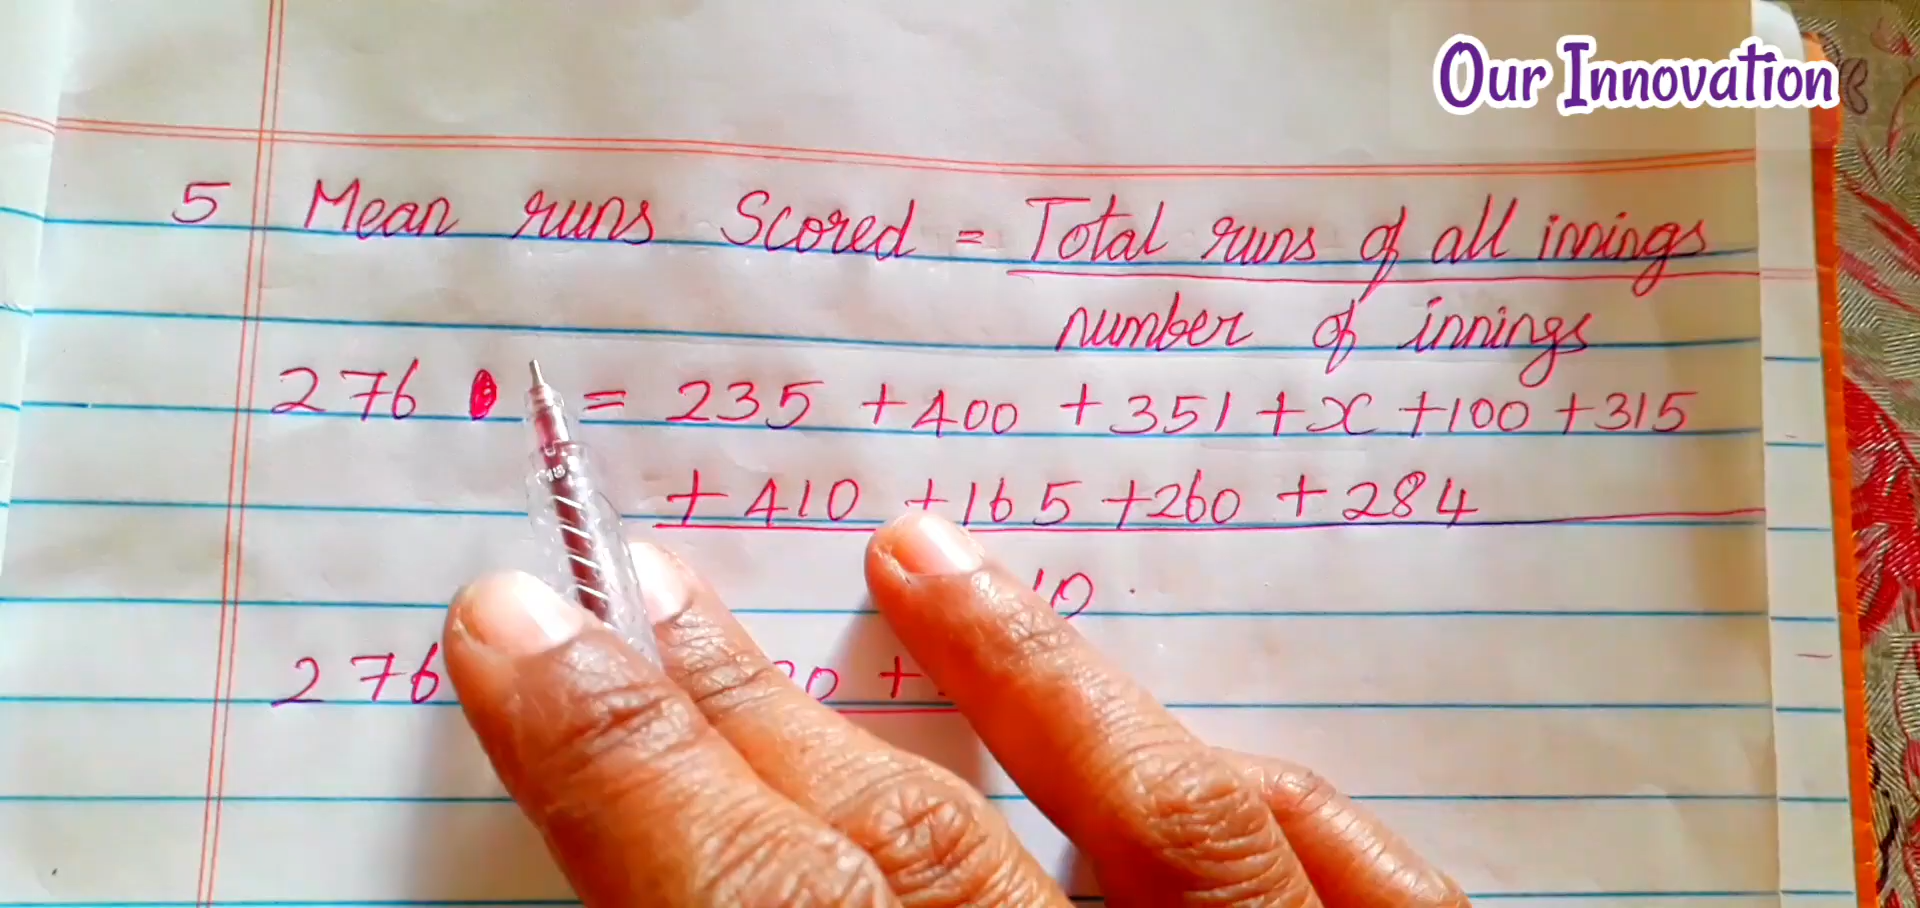 Our Innovation
5 Mean runs Scored = Total runs of all innings
number of innings
276 = 235 + 400 + 351 + x + 100 + 315
+ 410 + 165 + 260 + 284
10
276 +